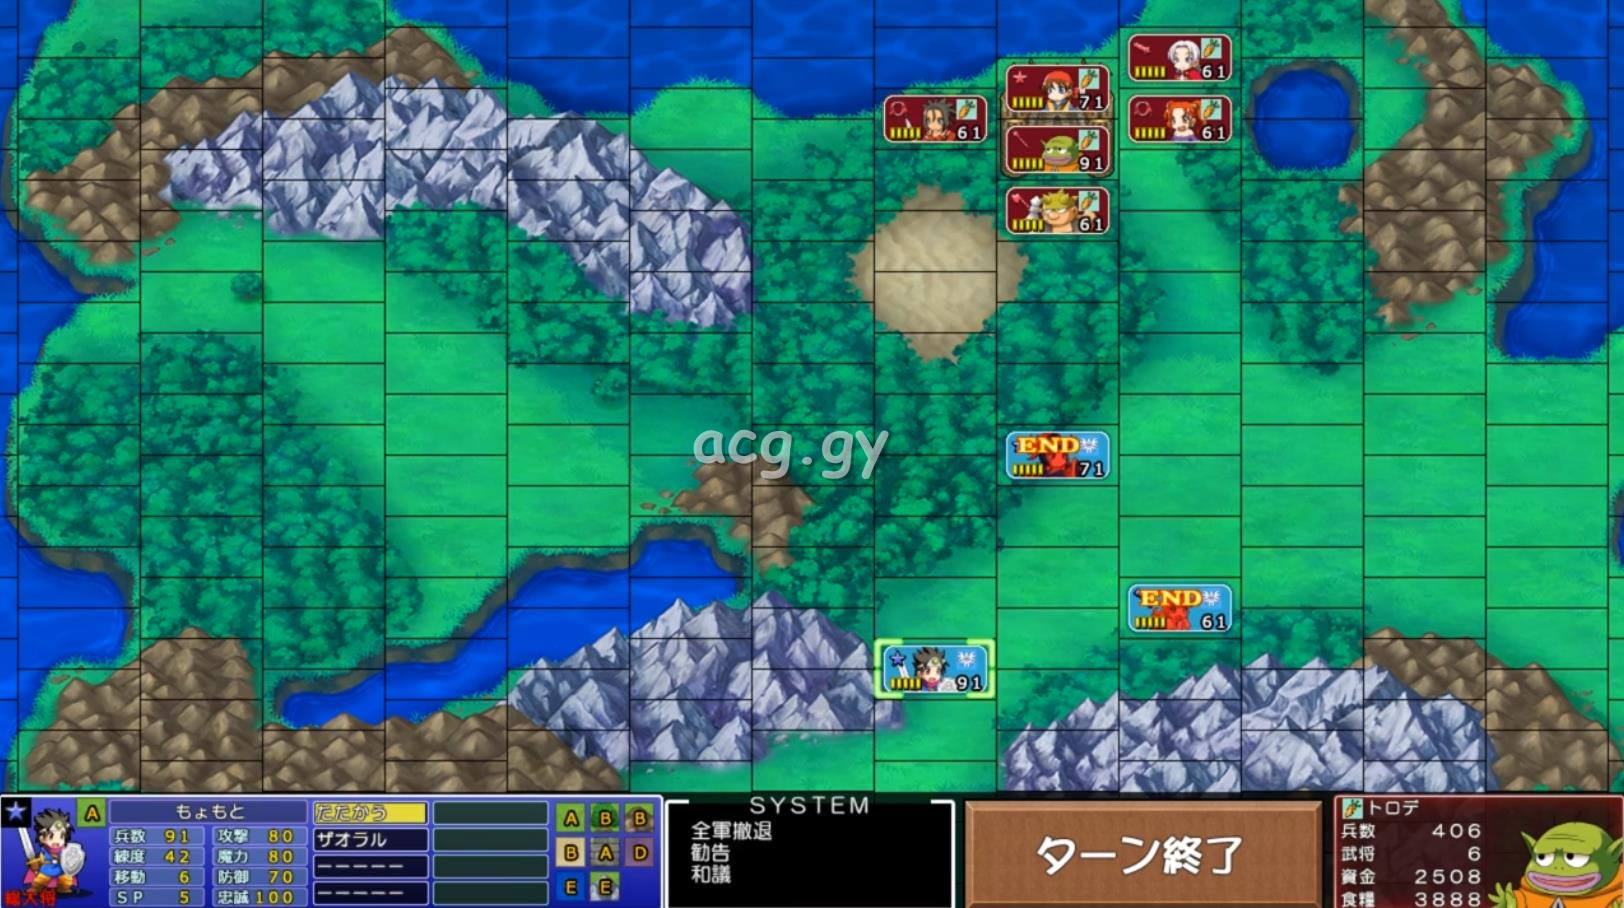 61
71
61
61
91
61
acg.gy
END
71
END
61
91
A もょもと
兵数 91 攻撃 80
練度 42 魔力 80
移動 6 防御 70
SP 5 忠誠 100
総大将
たたかう
ザオラル
－－－－－
－－－－－
A B B
B A D
E E
SYSTEM
全軍撤退
勧告
和議
ターン終了
トロデ
兵数 406
武将 6
資金 2508
食糧 3888